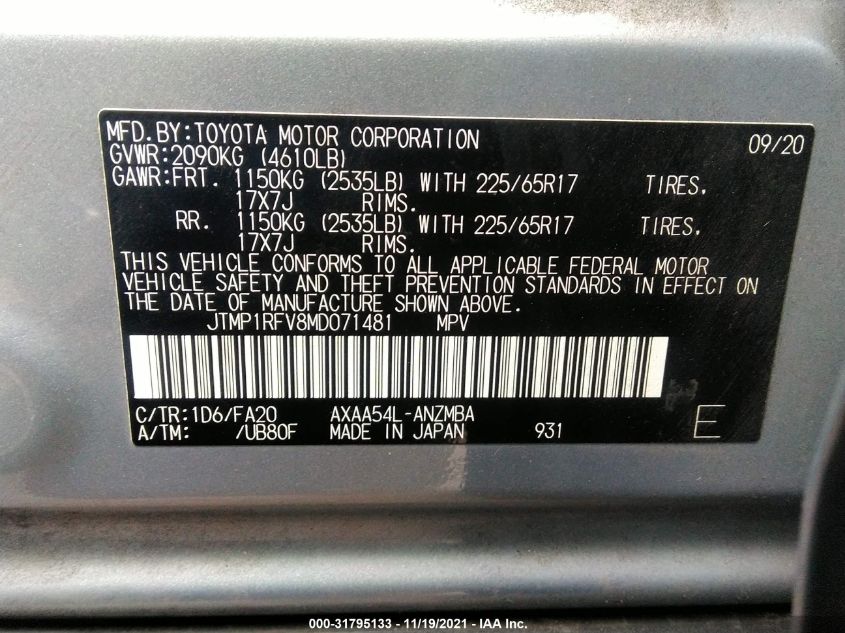 MFD.BY:TOYOTA MOTOR CORPORATION 09/20
GVWR:2090KG (4610LB)
GAWR:FRT. 1150KG (2535LB) WITH 225/65R17 TIRES,
17X7J RIMS.
RR. 1150KG (2535LB) WITH 225/65R17 TIRES,
17X7J RIMS.
THIS VEHICLE CONFORMS TO ALL APPLICABLE FEDERAL MOTOR
VEHICLE SAFETY AND THEFT PREVENTION STANDARDS IN EFFECT ON
THE DATE OF MANUFACTURE SHOWN ABOVE.
JTMP1RFV8MD071481 MPV
C/TR:1D6/FA20 AXAA54L-ANZMBA
A/TM: /UB80F MADE IN JAPAN 931 E
000-31795133 - 11/19/2021 - IAA Inc.